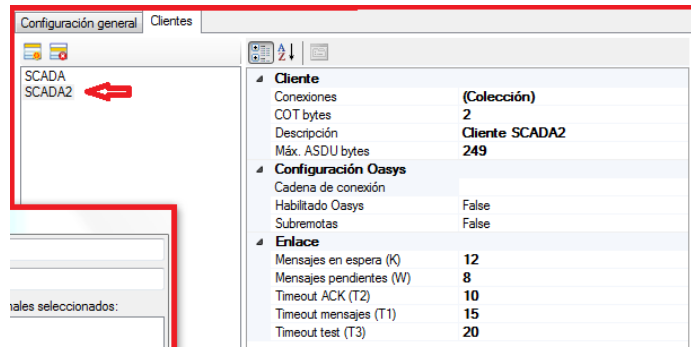 Configuración general Clientes
SCADA
SCADA2
Cliente
Conexiones (Colección)
COT bytes 2
Descripción Cliente SCADA2
Máx. ASDU bytes 249
Configuración Oasys
Cadena de conexión
Habilitado Oasys False
Subremotas False
Enlace
Mensajes en espera (K) 12
Mensajes pendientes (W) 8
Timeout ACK (T2) 10
Timeout mensajes (T1) 15
Timeout test (T3) 20
nales seleccionados: